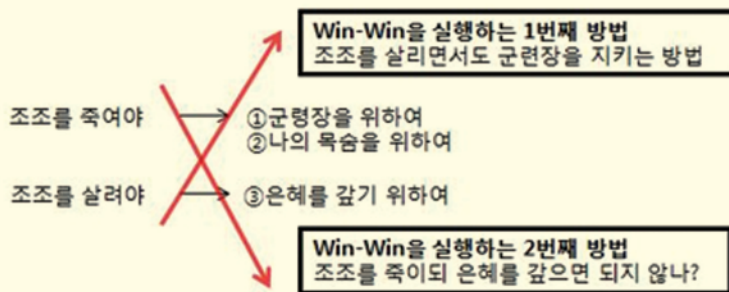 Win-Win을 실행하는 1번째 방법
조조를 살리면서도 군련장을 지키는 방법
조조를 죽여야
①군령장을 위하여
②나의 목숨을 위하여
조조를 살려야
③은혜를 갚기 위하여
Win-Win을 실행하는 2번째 방법
조조를 죽이되 은혜를 갚으면 되지 않나?